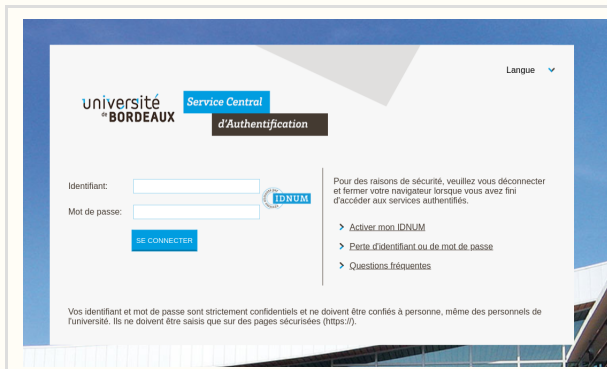 Langue
université
de BORDEAUX
Service Central
d'Authentification
Identifiant:
IDNUM
Mot de passe:
SE CONNECTER
Pour des raisons de sécurité, veuillez vous déconnecter
et fermer votre navigateur lorsque vous avez fini
d'accéder aux services authentifiés.
Activer mon IDNUM
Perte d'identifiant ou de mot de passe
Questions fréquentes
Vos identifiant et mot de passe sont strictement confidentiels et ne doivent être confiés à personne, même des personnels de
l'université. Ils ne doivent être saisis que sur des pages sécurisées (https://).